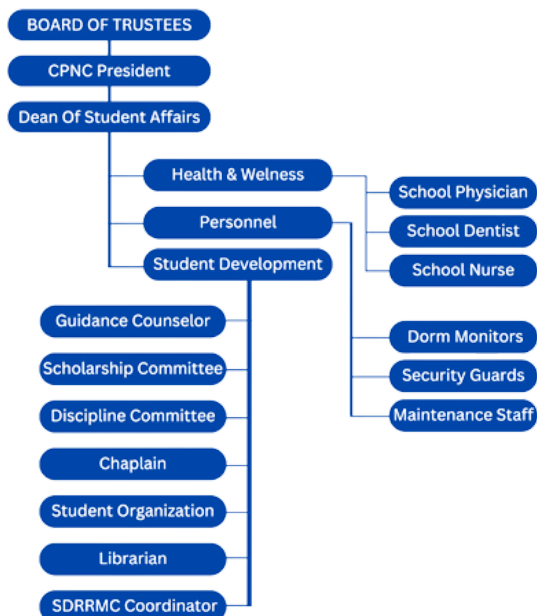 BOARD OF TRUSTEES
CPNC President
Dean Of Student Affairs
Health & Welness
School Physician
Personnel
School Dentist
Student Development
School Nurse
Guidance Counselor
Dorm Monitors
Scholarship Committee
Security Guards
Discipline Committee
Maintenance Staff
Chaplain
Student Organization
Librarian
SDRRMC Coordinator